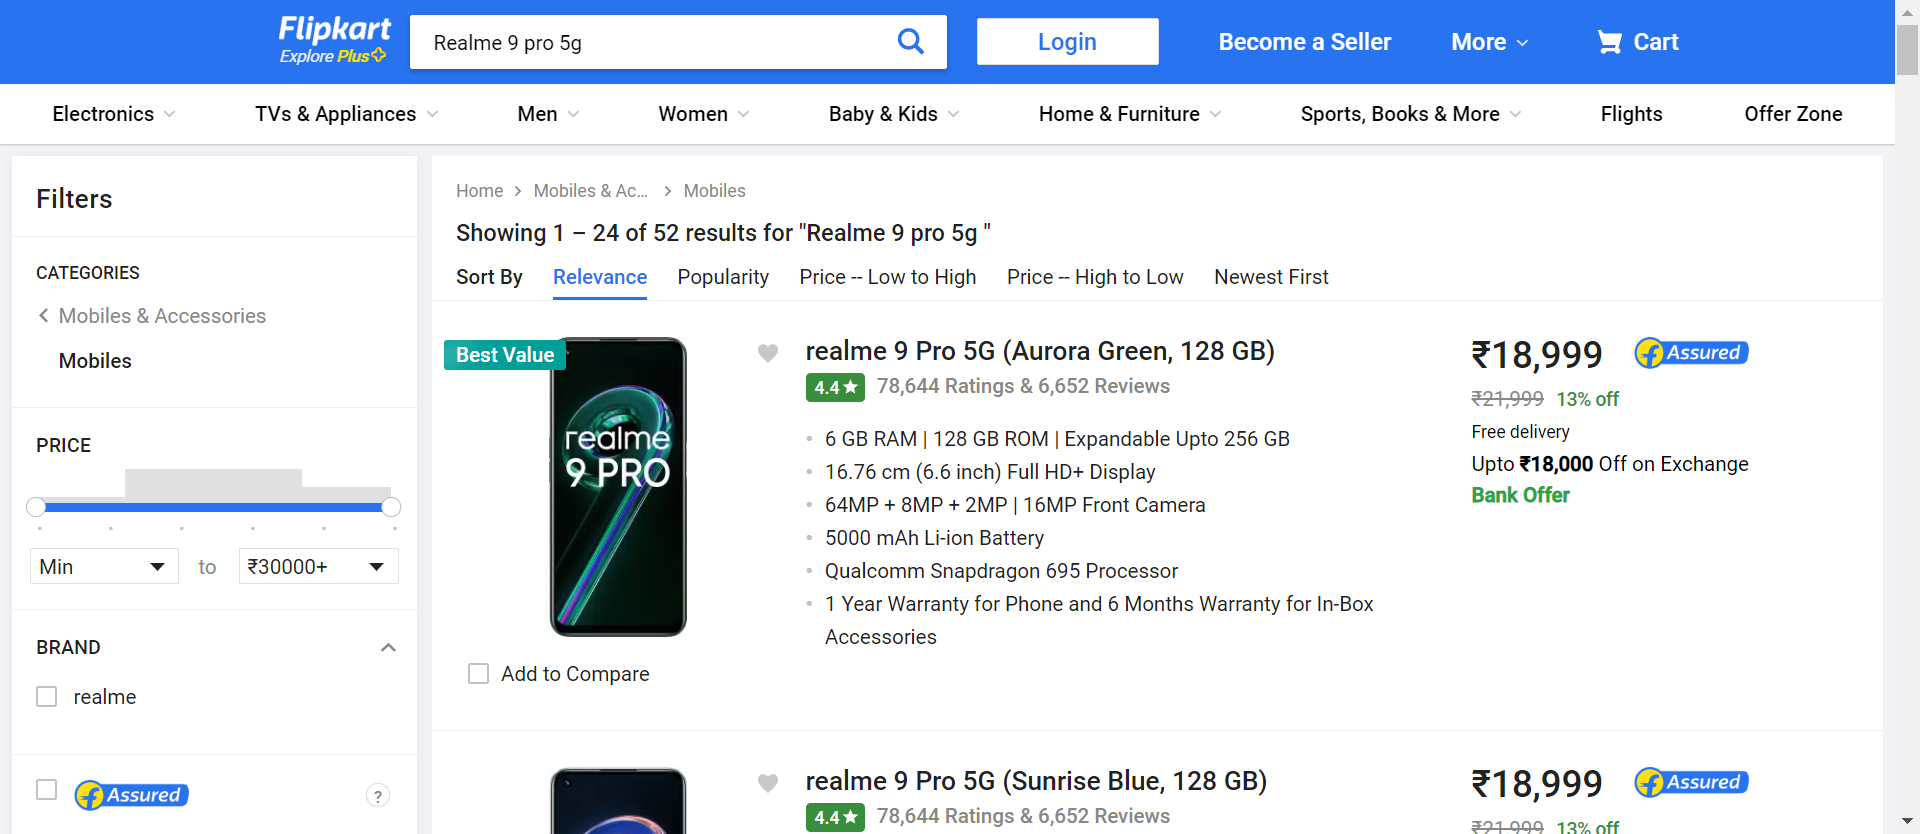 Flipkart
Explore Plus
Realme 9 pro 5g
Login
Become a Seller
More
Cart
Electronics
TVs & Appliances
Men
Women
Baby & Kids
Home & Furniture
Sports, Books & More
Flights
Offer Zone
Filters
CATEGORIES
Mobiles & Accessories
Mobiles
PRICE
Min
to
₹30000+
BRAND
realme
Assured
?
Home
Mobiles & Ac...
Mobiles
Showing 1 – 24 of 52 results for "Realme 9 pro 5g "
Sort By
Relevance
Popularity
Price -- Low to High
Price -- High to Low
Newest First
Best Value
realme
9 PRO
Add to Compare
realme 9 Pro 5G (Aurora Green, 128 GB)
4.4★ 78,644 Ratings & 6,652 Reviews
6 GB RAM | 128 GB ROM | Expandable Upto 256 GB
16.76 cm (6.6 inch) Full HD+ Display
64MP + 8MP + 2MP | 16MP Front Camera
5000 mAh Li-ion Battery
Qualcomm Snapdragon 695 Processor
1 Year Warranty for Phone and 6 Months Warranty for In-Box
Accessories
₹18,999
Assured
₹21,999 13% off
Free delivery
Upto ₹18,000 Off on Exchange
Bank Offer
realme 9 Pro 5G (Sunrise Blue, 128 GB)
4.4★ 78,644 Ratings & 6,652 Reviews
₹18,999
Assured
₹21,999 13% off